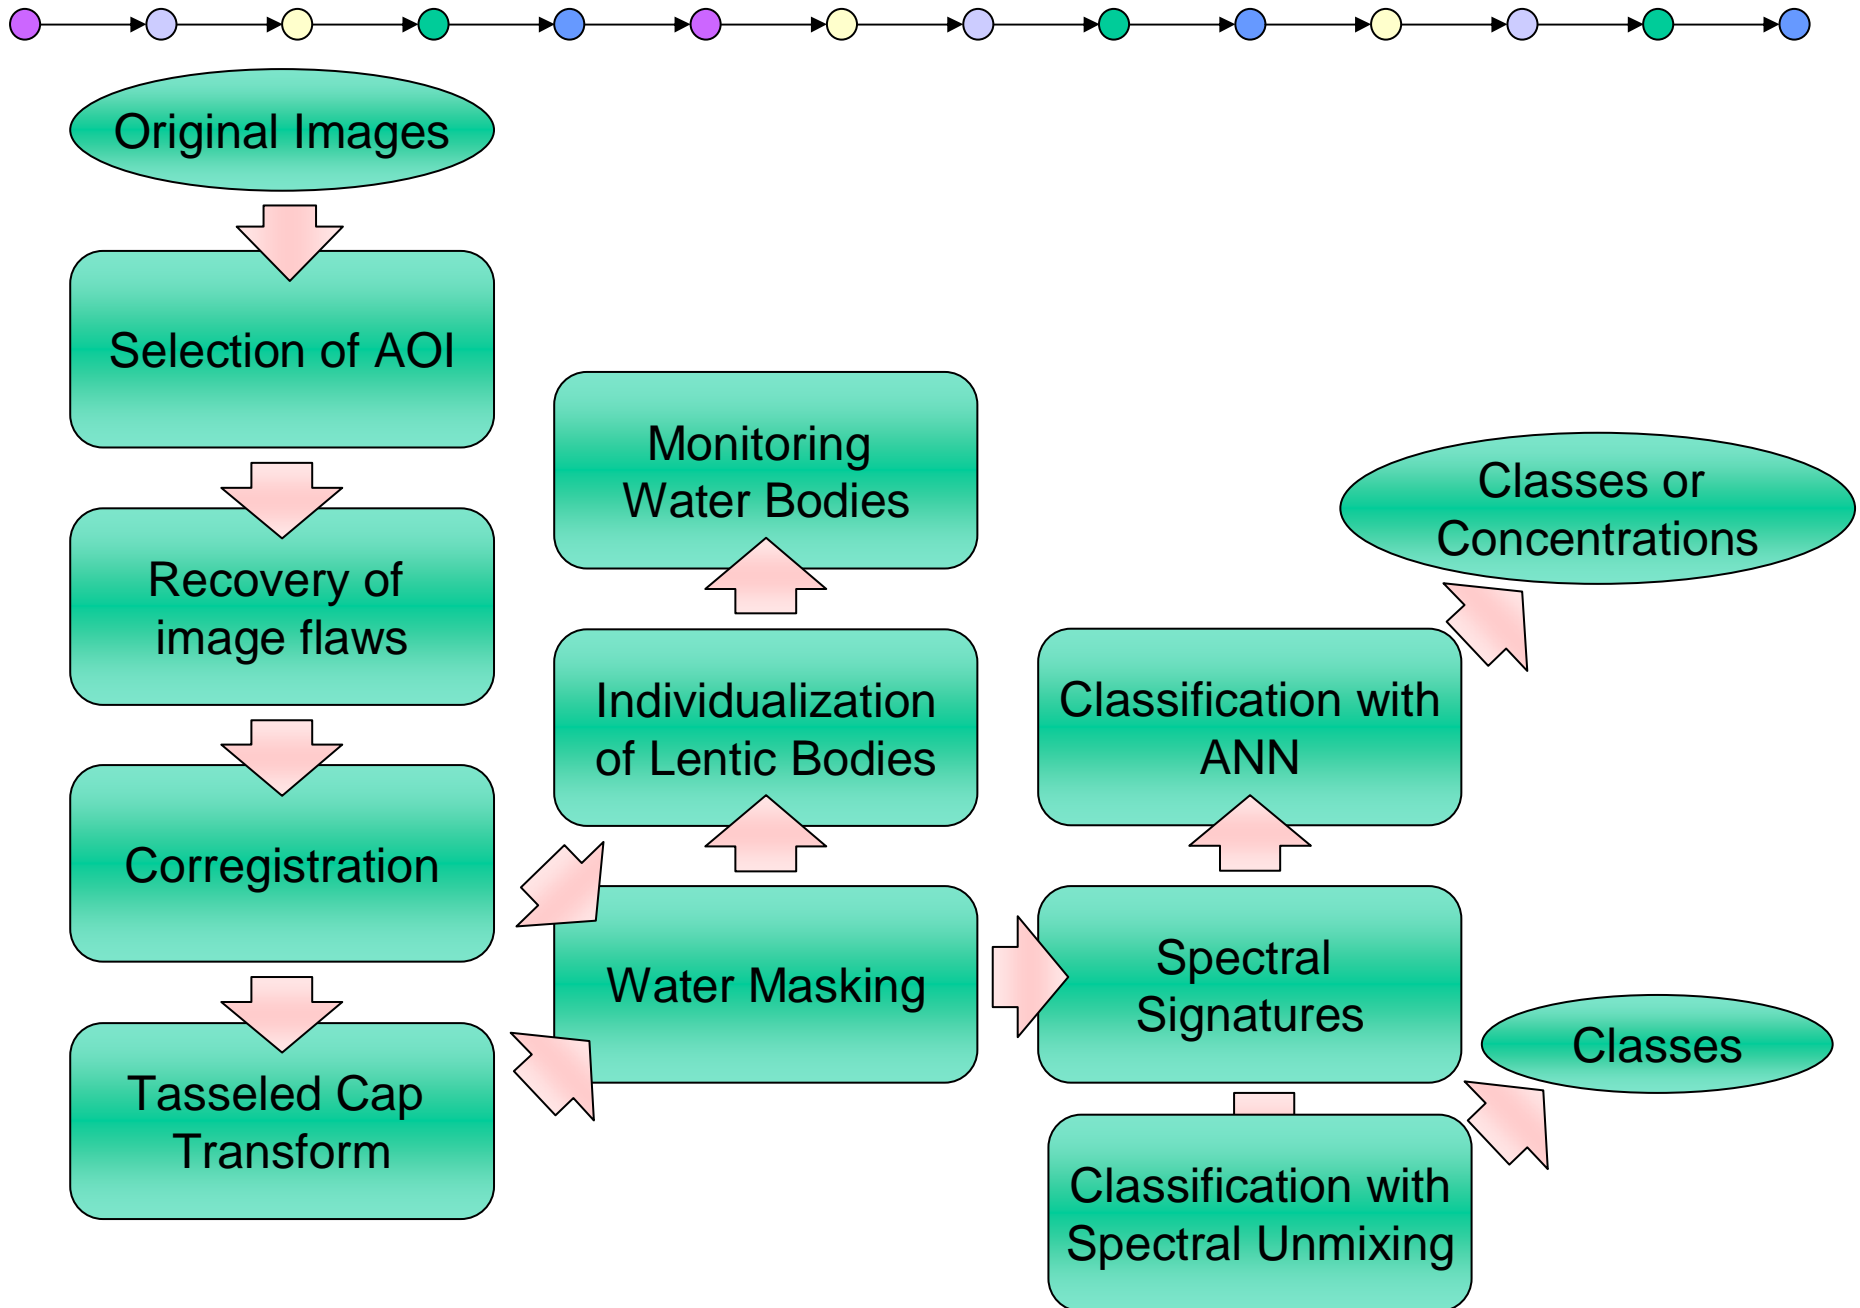 Original Images
Selection of AOI
Recovery of
image flaws
Corregistration
Tasseled Cap
Transform
Monitoring
Water Bodies
Individualization
of Lentic Bodies
Water Masking
Classes or
Concentrations
Classification with
ANN
Spectral
Signatures
Classes
Classification with
Spectral Unmixing